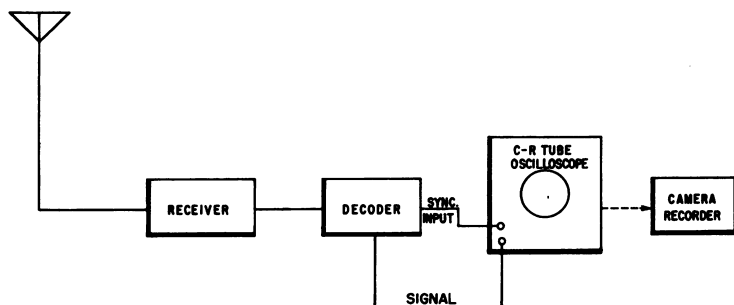 C-R TUBE
OSCILLOSCOPE
RECEIVER
DECODER
SYNC.
INPUT
CAMERA
RECORDER
SIGNAL